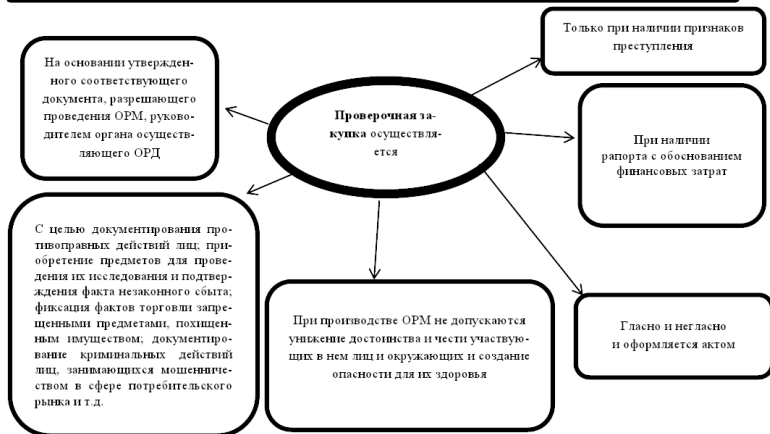 Только при наличии признаков
преступления
На основании утвержден-
ного соответствующего
документа, разрешающего
проведения ОРМ, руково-
дителем органа осущест-
вляющего ОРД
Проверочная за-
купка осуществля-
ется
При наличии
рапорта с обоснованием
финансовых затрат
С целью документирования про-
тивоправных действий лиц; при-
обретение предметов для прове-
дения их исследования и подтвер-
ждения факта незаконного сбыта;
фиксация фактов торговли запре-
щенными предметами, похищен-
ным имуществом; документиро-
вание криминальных действий
лиц, занимающихся мошенниче-
ством в сфере потребительского
рынка и т.д.
При производстве ОРМ не допускаются
унижение достоинства и чести участвую-
щих в нем лиц и окружающих и создание
опасности для их здоровья
Гласно и негласно
и оформляется актом